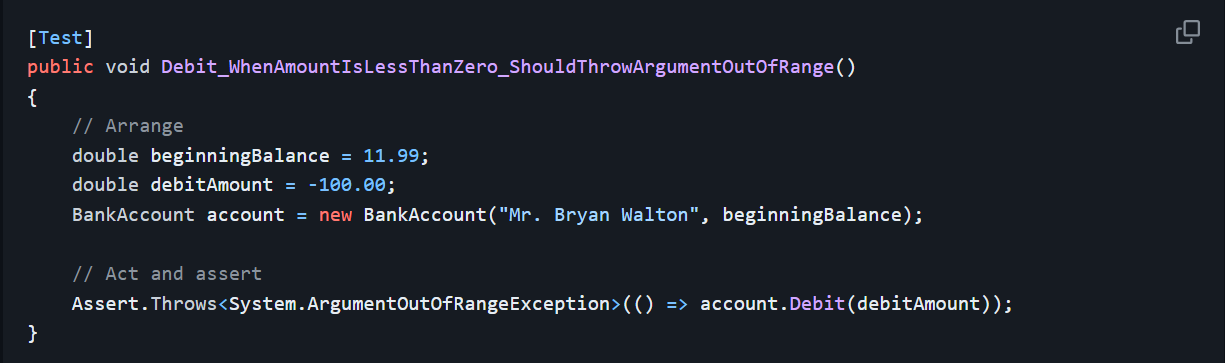 [Test]
public void Debit_WhenAmountIsLessThanZero_ShouldThrowArgumentOutOfRange()
{
    // Arrange
    double beginningBalance = 11.99;
    double debitAmount = -100.00;
    BankAccount account = new BankAccount("Mr. Bryan Walton", beginningBalance);

    // Act and assert
    Assert.Throws<System.ArgumentOutOfRangeException>(() => account.Debit(debitAmount));
}